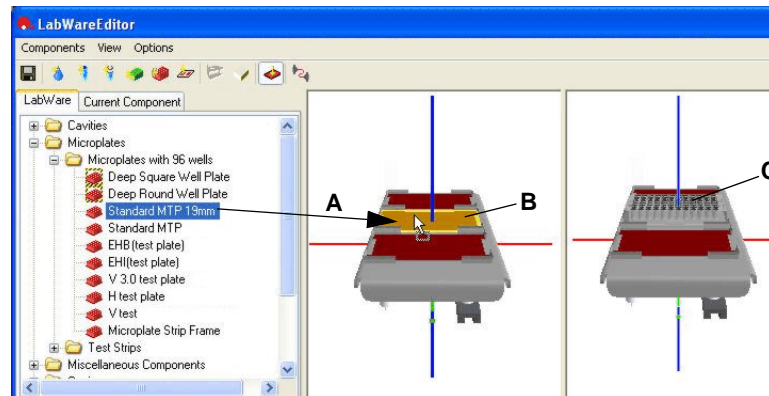 LabWareEditor
Components View Options
LabWare Current Component
Cavities
Microplates
Microplates with 96 wells
Deep Square Well Plate
Deep Round Well Plate
Standard MTP 19mm
Standard MTP
EHB(test plate)
EHI(test plate)
V 3.0 test plate
H test plate
V test
Microplate Strip Frame
Test Strips
Miscellaneous Components
A
B
C